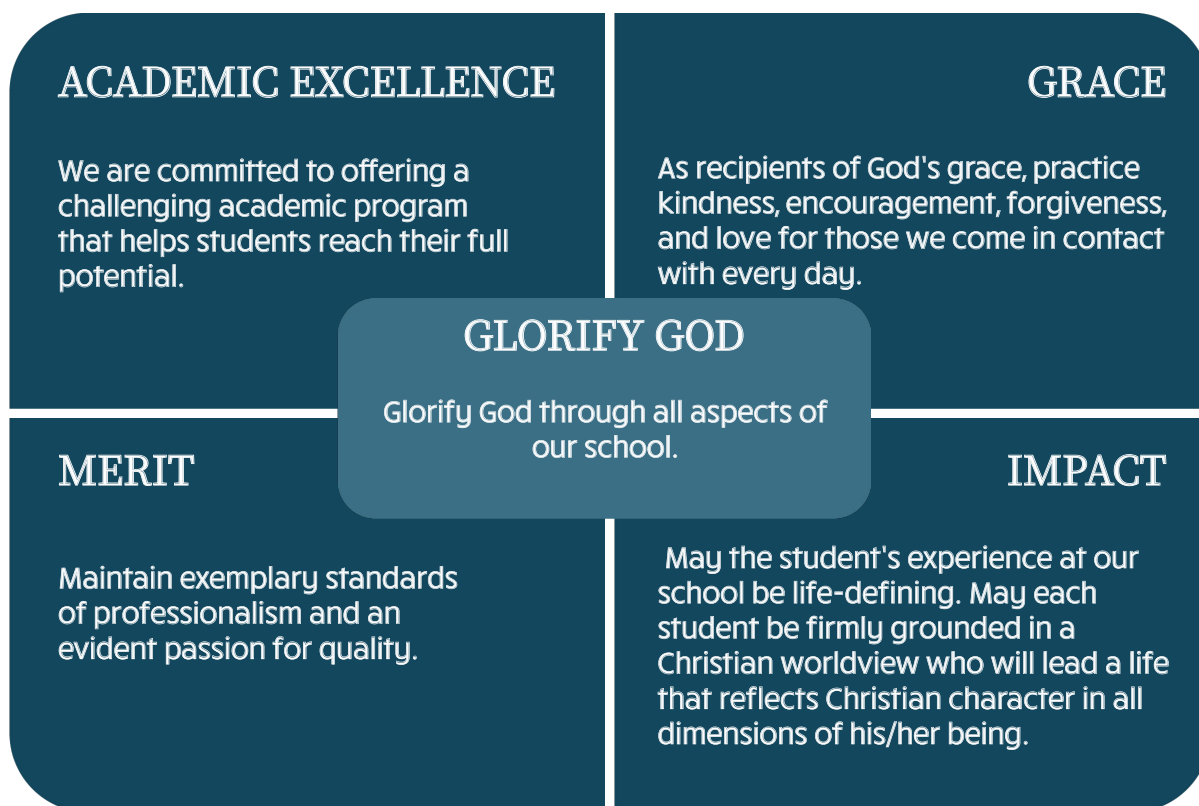 ACADEMIC EXCELLENCE
We are committed to offering a
challenging academic program
that helps students reach their full
potential.
GRACE
As recipients of God's grace, practice
kindness, encouragement, forgiveness,
and love for those we come in contact
with every day.
GLORIFY GOD
Glorify God through all aspects of
our school.
MERIT
Maintain exemplary standards
of professionalism and an
evident passion for quality.
IMPACT
May the student's experience at our
school be life-defining. May each
student be firmly grounded in a
Christian worldview who will lead a life
that reflects Christian character in all
dimensions of his/her being.